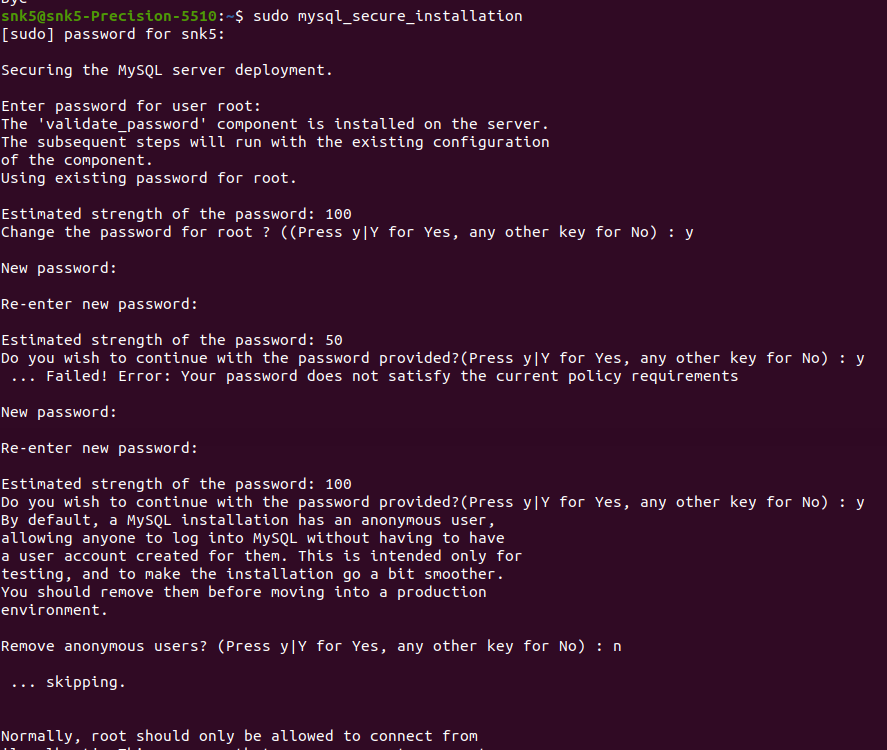 Bye
snk5@snk5-Precision-5510:~$ sudo mysql_secure_installation
[sudo] password for snk5:
Securing the MySQL server deployment.
Enter password for user root:
The 'validate_password' component is installed on the server.
The subsequent steps will run with the existing configuration
of the component.
Using existing password for root.
Estimated strength of the password: 100
Change the password for root ? ((Press y|Y for Yes, any other key for No) : y
New password:
Re-enter new password:
Estimated strength of the password: 50
Do you wish to continue with the password provided?(Press y|Y for Yes, any other key for No) : y
... Failed! Error: Your password does not satisfy the current policy requirements
New password:
Re-enter new password:
Estimated strength of the password: 100
Do you wish to continue with the password provided?(Press y|Y for Yes, any other key for No) : y
By default, a MySQL installation has an anonymous user,
allowing anyone to log into MySQL without having to have
a user account created for them. This is intended only for
testing, and to make the installation go a bit smoother.
You should remove them before moving into a production
environment.
Remove anonymous users? (Press y|Y for Yes, any other key for No) : n
... skipping.
Normally, root should only be allowed to connect from